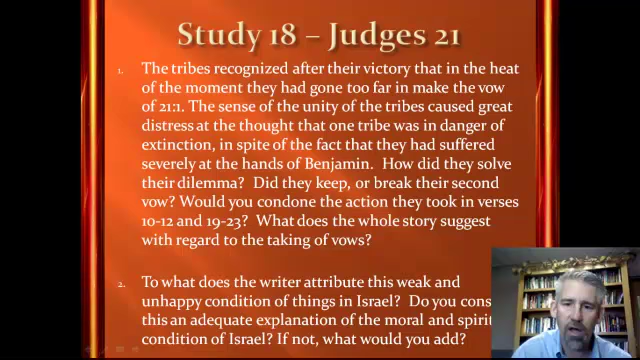 Study 18 – Judges 21
1. The tribes recognized after their victory that in the heat
of the moment they had gone too far in make the vow
of 21:1. The sense of the unity of the tribes caused great
distress at the thought that one tribe was in danger of
extinction, in spite of the fact that they had suffered
severely at the hands of Benjamin. How did they solve
their dilemma? Did they keep, or break their second
vow? Would you condone the action they took in verses
10-12 and 19-23? What does the whole story suggest
with regard to the taking of vows?
2. To what does the writer attribute this weak and
unhappy condition of things in Israel? Do you
this an adequate explanation of the moral and
condition of Israel? If not, what would you add?